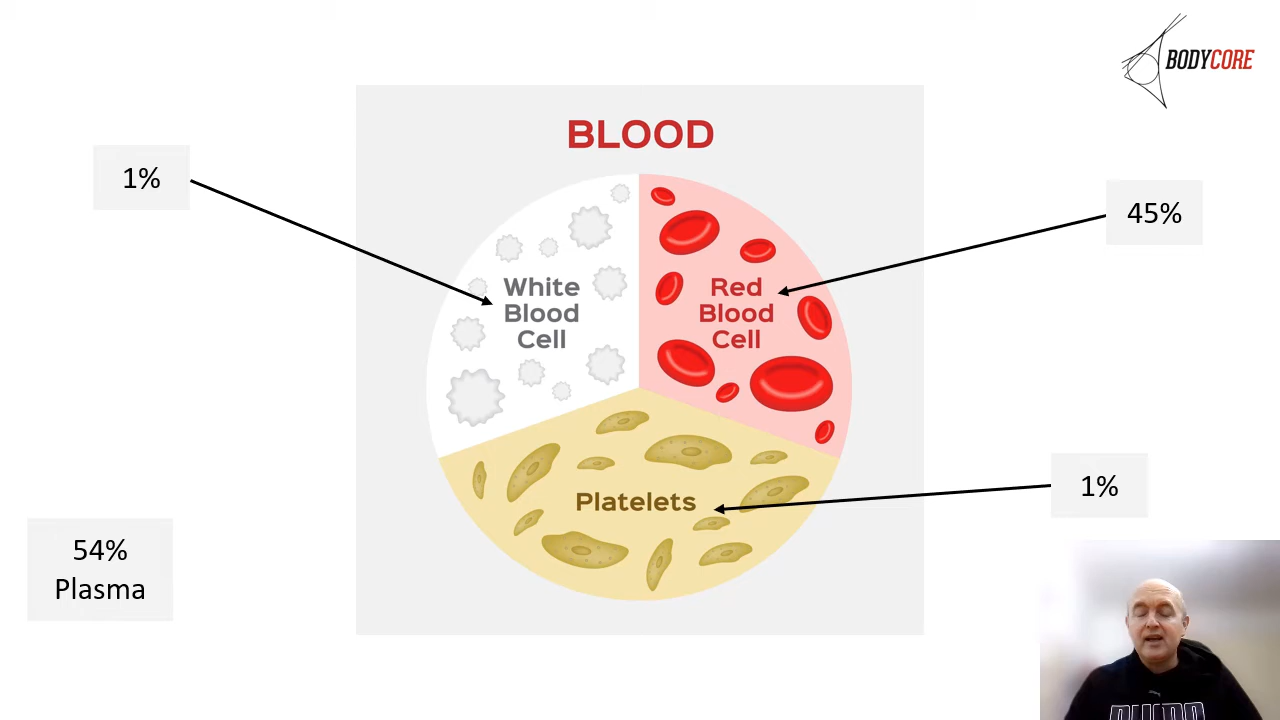 BODYCORE
BLOOD
1%
45%
White
Blood
Cell
Red
Blood
Cell
Platelets
1%
54%
Plasma